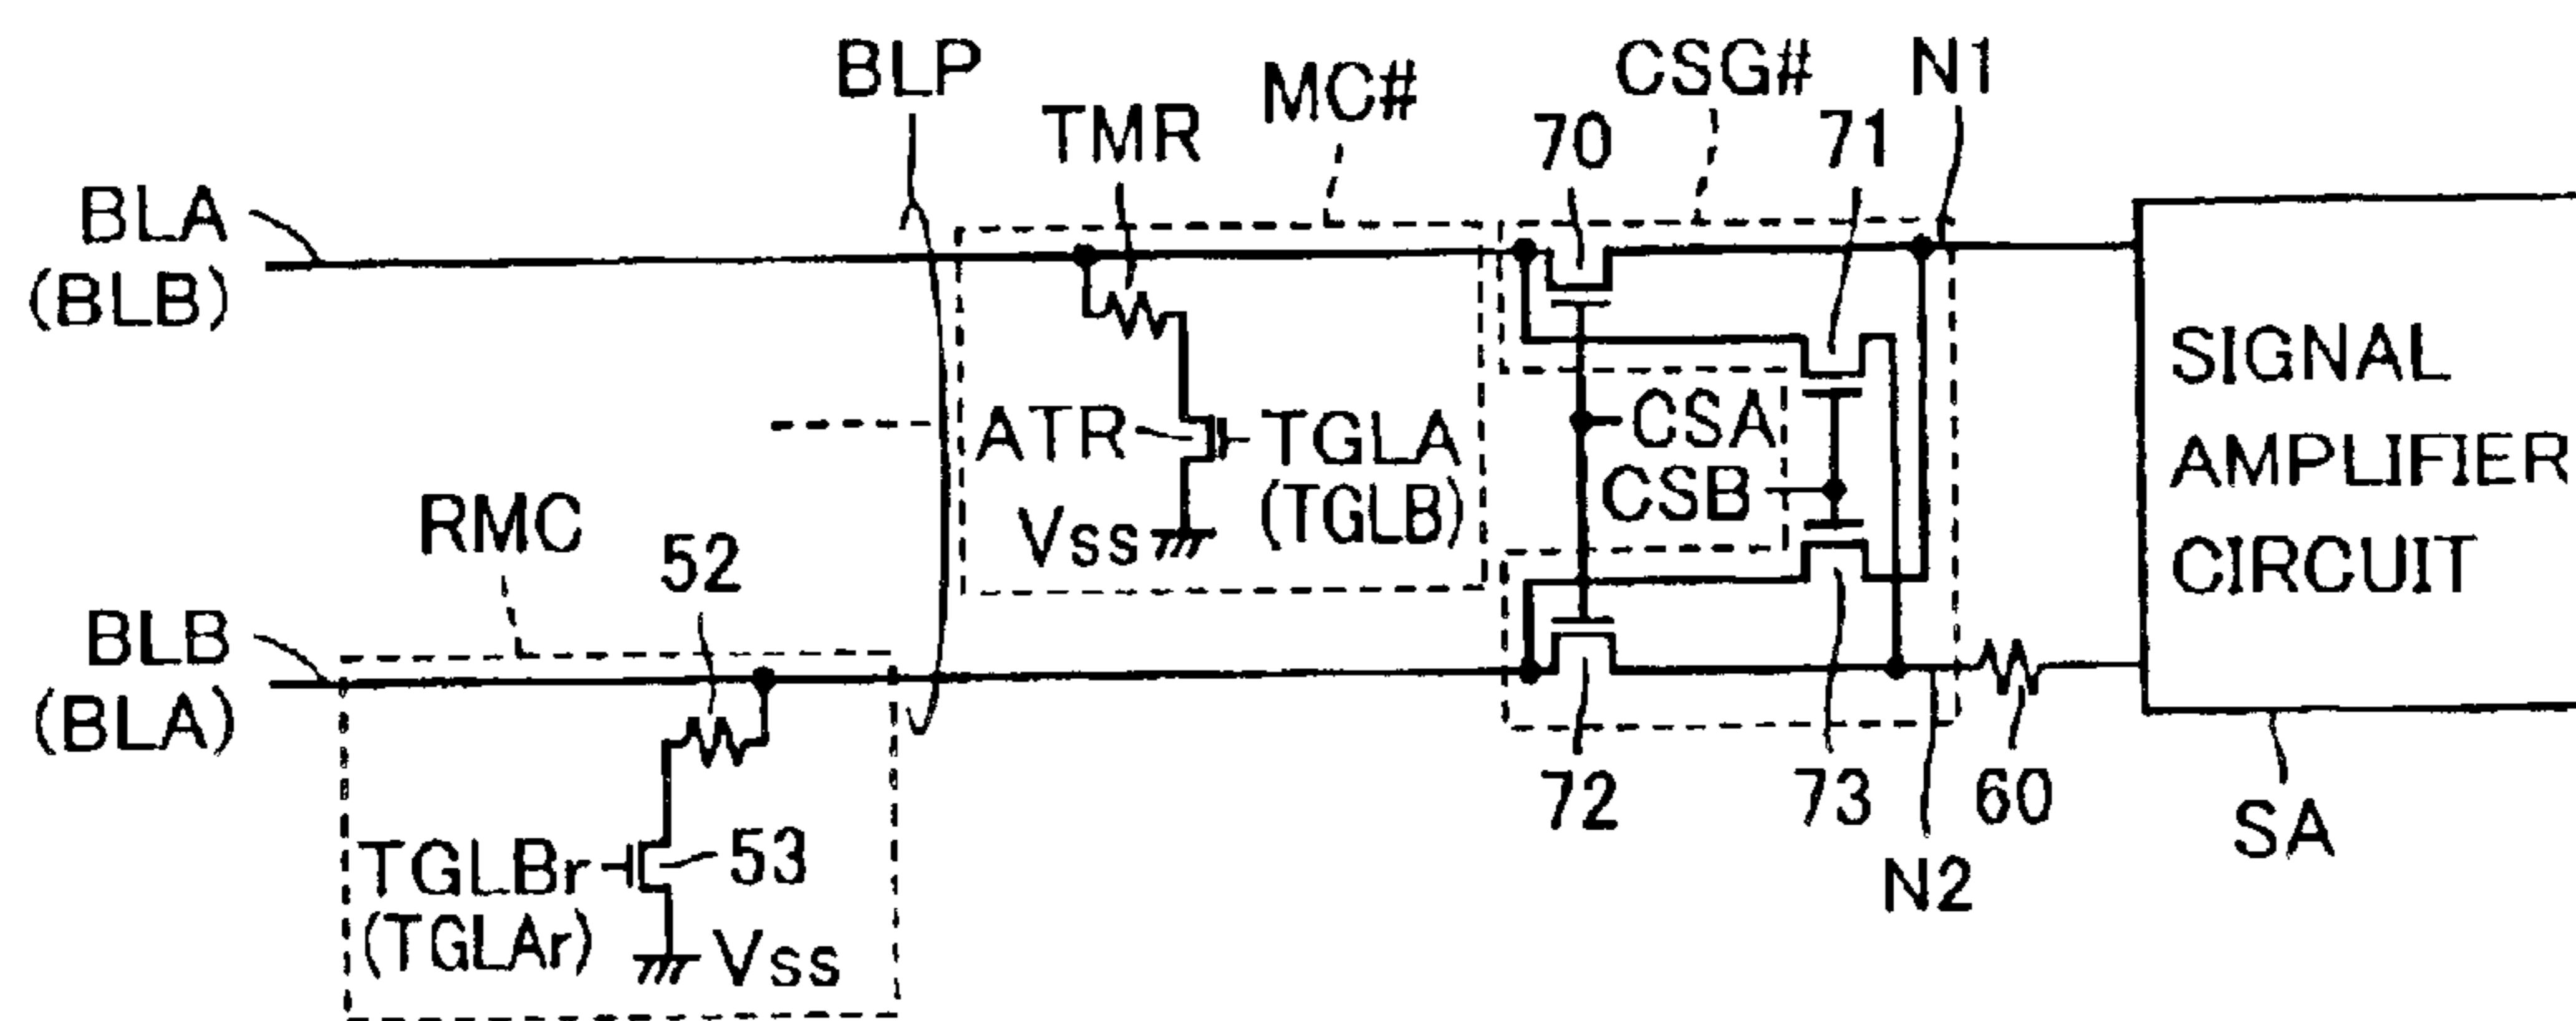 BLP
TMR
MC#
CSG#
N1
70
71
BLA
(BLB)
SIGNAL
AMPLIFIER
CIRCUIT
ATR
TGLA
(TGLB)
Vss
CSA
CSB
RMC
52
BLB
(BLA)
72
73
60
SA
N2
TGLBr
(TGLAr)
53
Vss